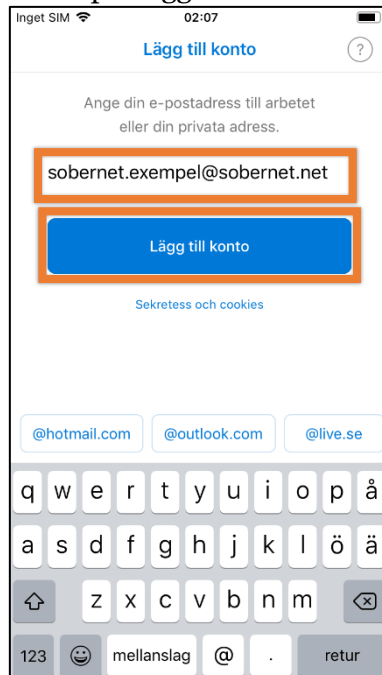 Inget SIM 02:07
Lägg till konto ?
Ange din e-postadress till arbetet
eller din privata adress.
sobernet.exempel@sobernet.net
Lägg till konto
Sekretess och cookies
@hotmail.com @outlook.com @live.se
q w e r t y u i o p å
a s d f g h j k l ö ä
z x c v b n m
123 mellanslag @ . retur